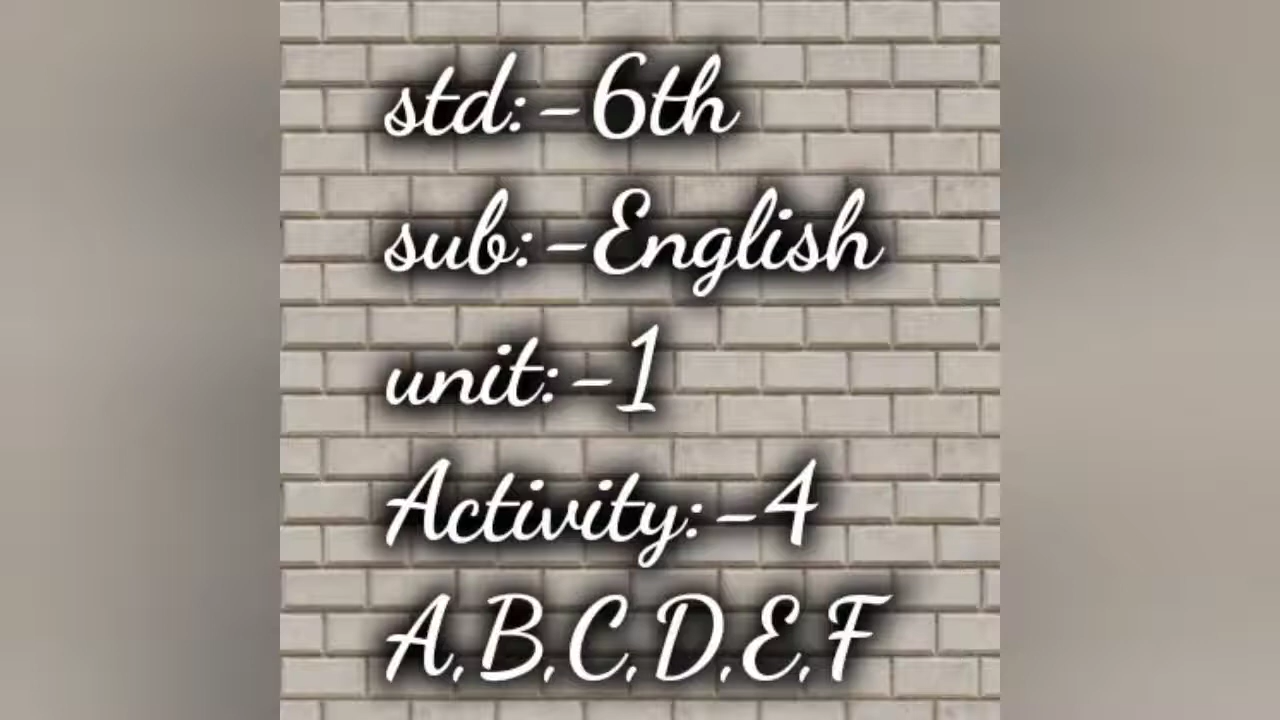 std:-6th
sub:-English
unit:-1
Activity:-4
A,B,C,D,E,F